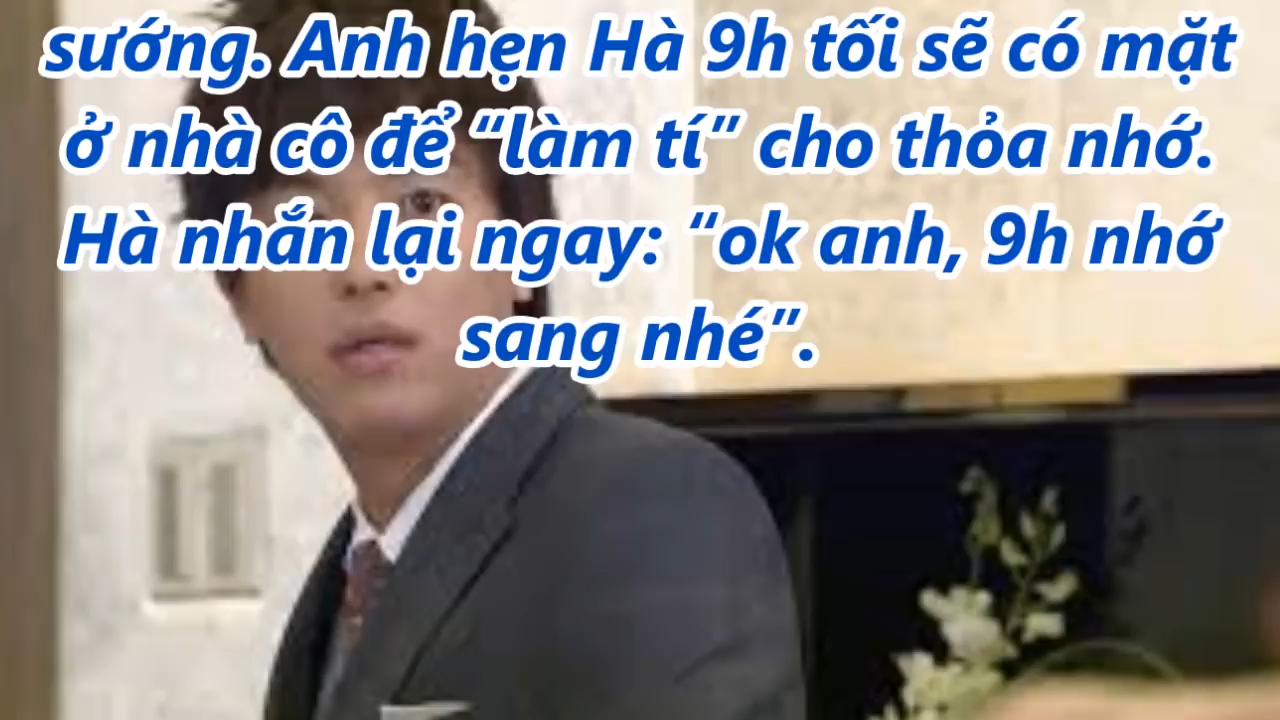 sướng. Anh hẹn Hà 9h tối sẽ có mặt
ở nhà cô để “làm tí” cho thỏa nhớ.
Hà nhắn lại ngay: “ok anh, 9h nhớ
sang nhé”.